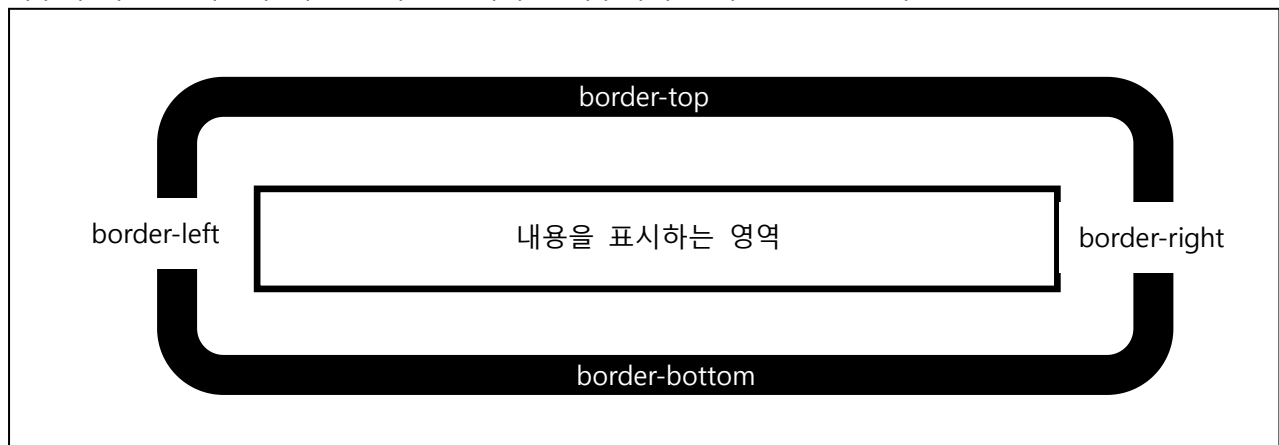 border-top
border-left
내용을 표시하는 영역
border-right
border-bottom